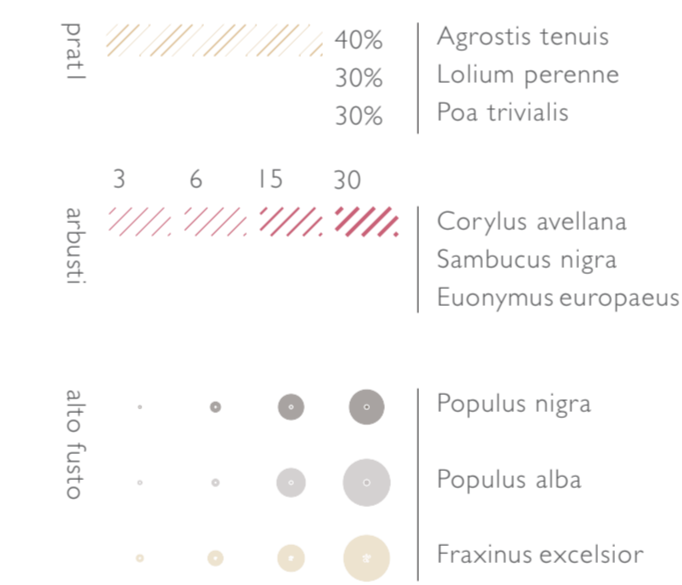 prati
40% Agrostis tenuis
30% Lolium perenne
30% Poa trivialis
3 6 15 30
arbusti
Corylus avellana
Sambucus nigra
Euonymus europaeus
alto fusto
Populus nigra
Populus alba
Fraxinus excelsior